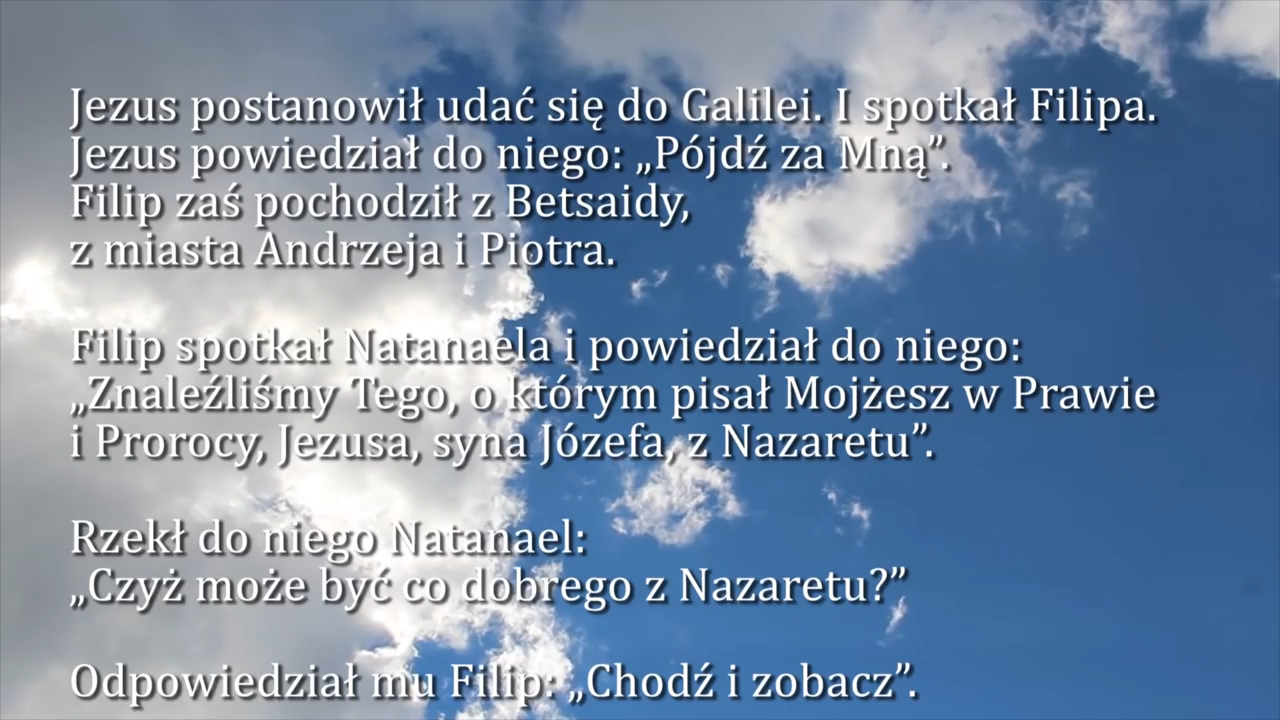 Jezus postanowił udać się do Galilei. I spotkał Filipa.
Jezus powiedział do niego: „Pójdź za Mną”.
Filip zaś pochodził z Betsaidy,
z miasta Andrzeja i Piotra.
Filip spotkał Natanaela i powiedział do niego:
„Znaleźliśmy Tego, o którym pisał Mojżesz w Prawie
i Prorocy, Jezusa, syna Józefa, z Nazaretu”.
Rzekł do niego Natanael:
„Czyż może być co dobrego z Nazaretu?”
Odpowiedział mu Filip: „Chodź i zobacz”.